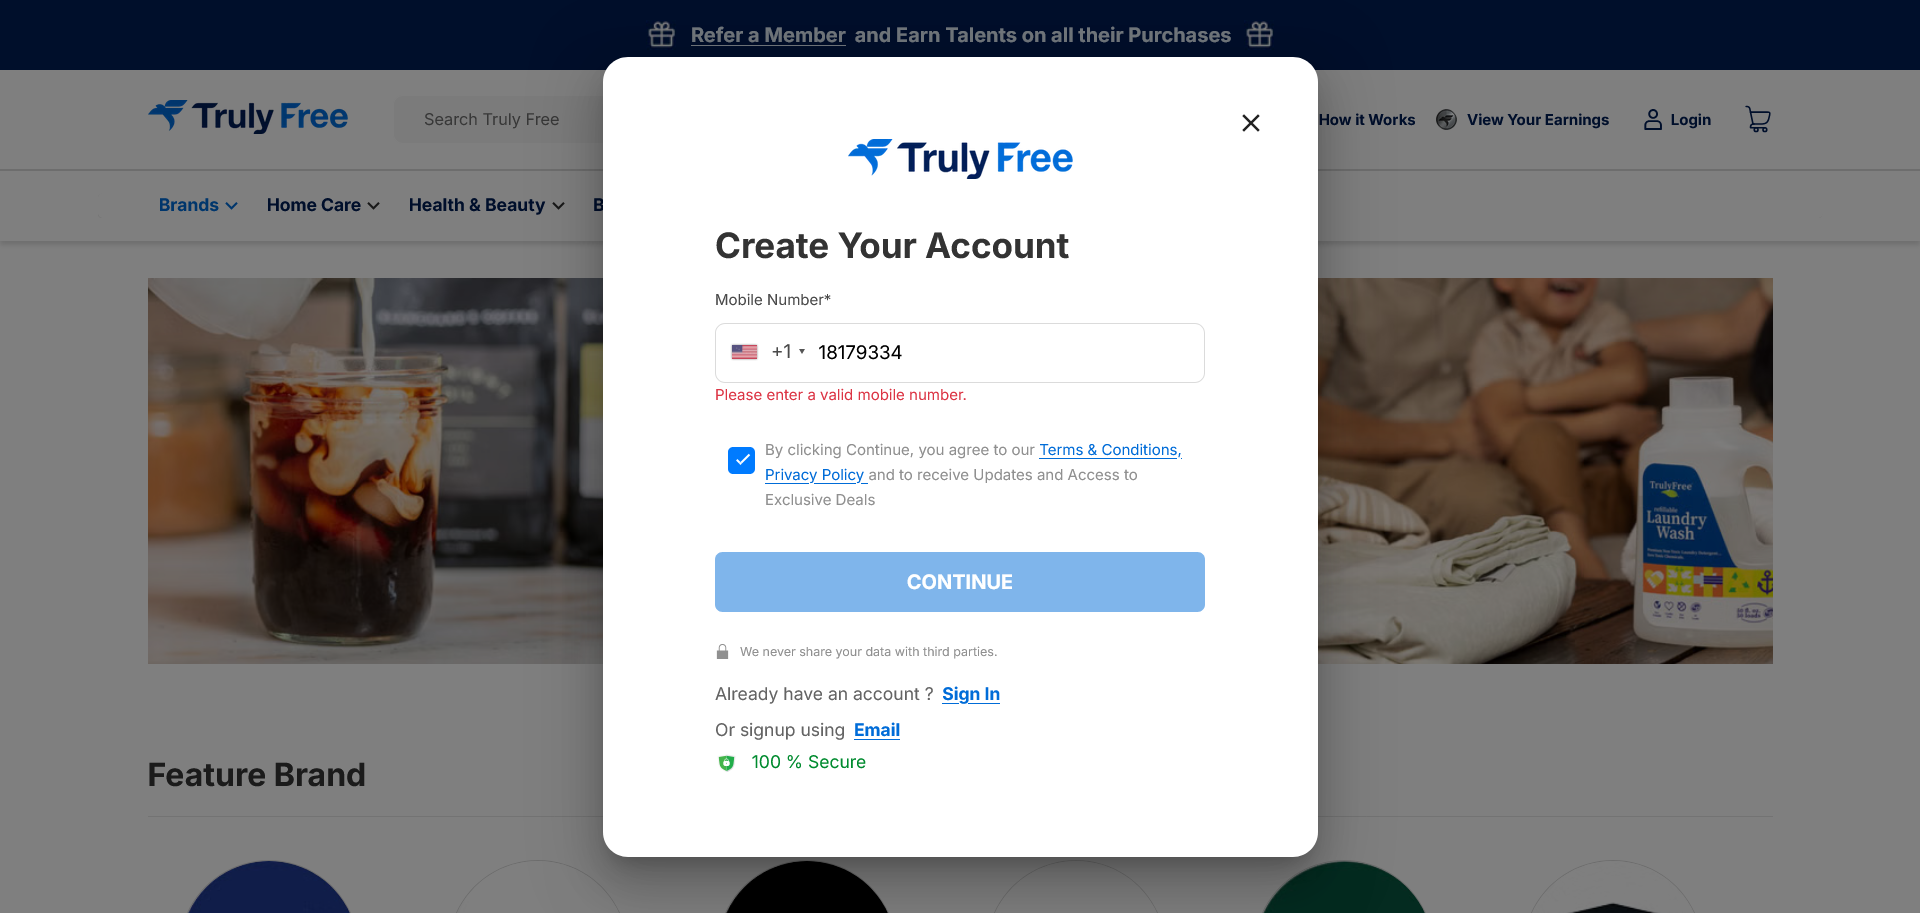 Refer a Member and Earn Talents on all their Purchases
Truly Free
Search Truly Free
How it Works
View Your Earnings
Login
Brands
Home Care
Health & Beauty
B
Truly Free
Create Your Account
Mobile Number*
+1 18179334
Please enter a valid mobile number.
By clicking Continue, you agree to our Terms & Conditions,
Privacy Policy and to receive Updates and Access to
Exclusive Deals
CONTINUE
We never share your data with third parties.
Already have an account ? Sign In
Or signup using Email
100 % Secure
TrulyFree
refillable
Laundry
Wash
Feature Brand